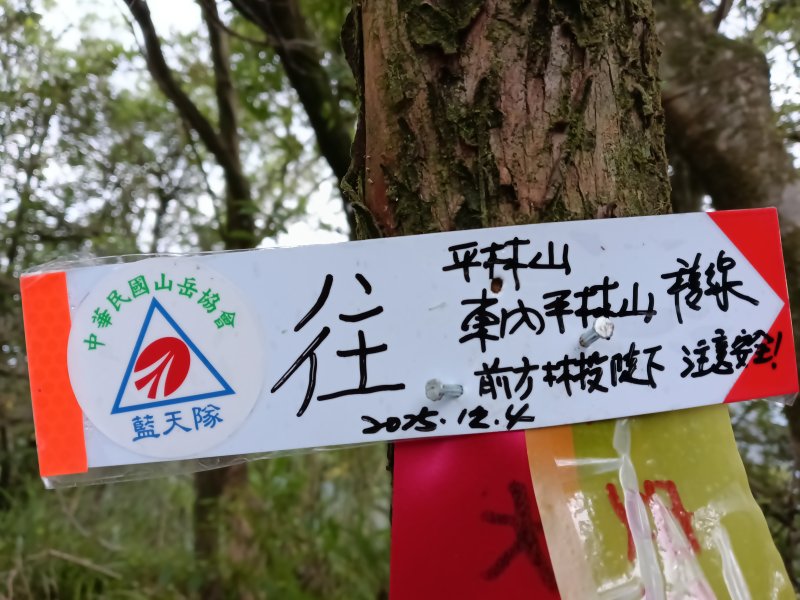 中華民國山岳協會
藍天隊
往
平林山
東內平林山
縱線
前方林投陡下 注意安全!
2025.12.4